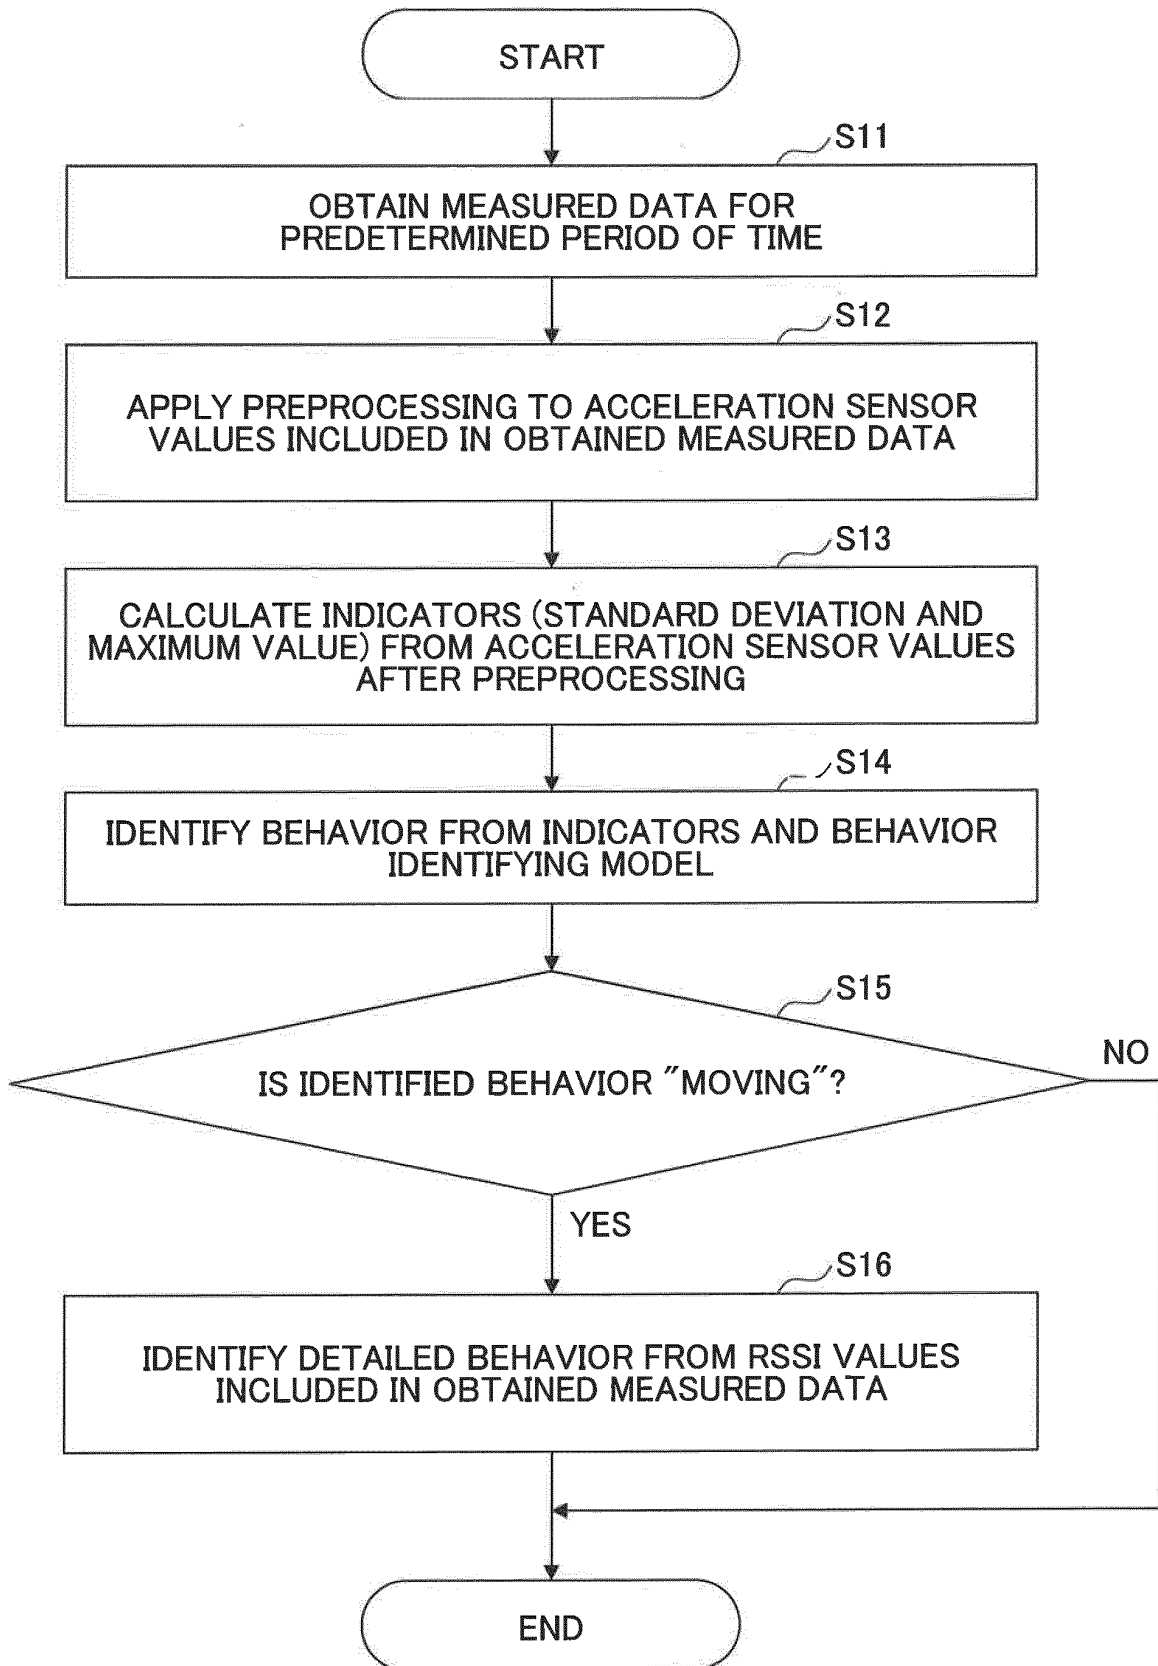 START
S11
OBTAIN MEASURED DATA FOR
PREDETERMINED PERIOD OF TIME
S12
APPLY PREPROCESSING TO ACCELERATION SENSOR
VALUES INCLUDED IN OBTAINED MEASURED DATA
S13
CALCULATE INDICATORS (STANDARD DEVIATION AND
MAXIMUM VALUE) FROM ACCELERATION SENSOR VALUES
AFTER PREPROCESSING
S14
IDENTIFY BEHAVIOR FROM INDICATORS AND BEHAVIOR
IDENTIFYING MODEL
S15
NO
IS IDENTIFIED BEHAVIOR "MOVING"?
YES
S16
IDENTIFY DETAILED BEHAVIOR FROM RSSI VALUES
INCLUDED IN OBTAINED MEASURED DATA
END